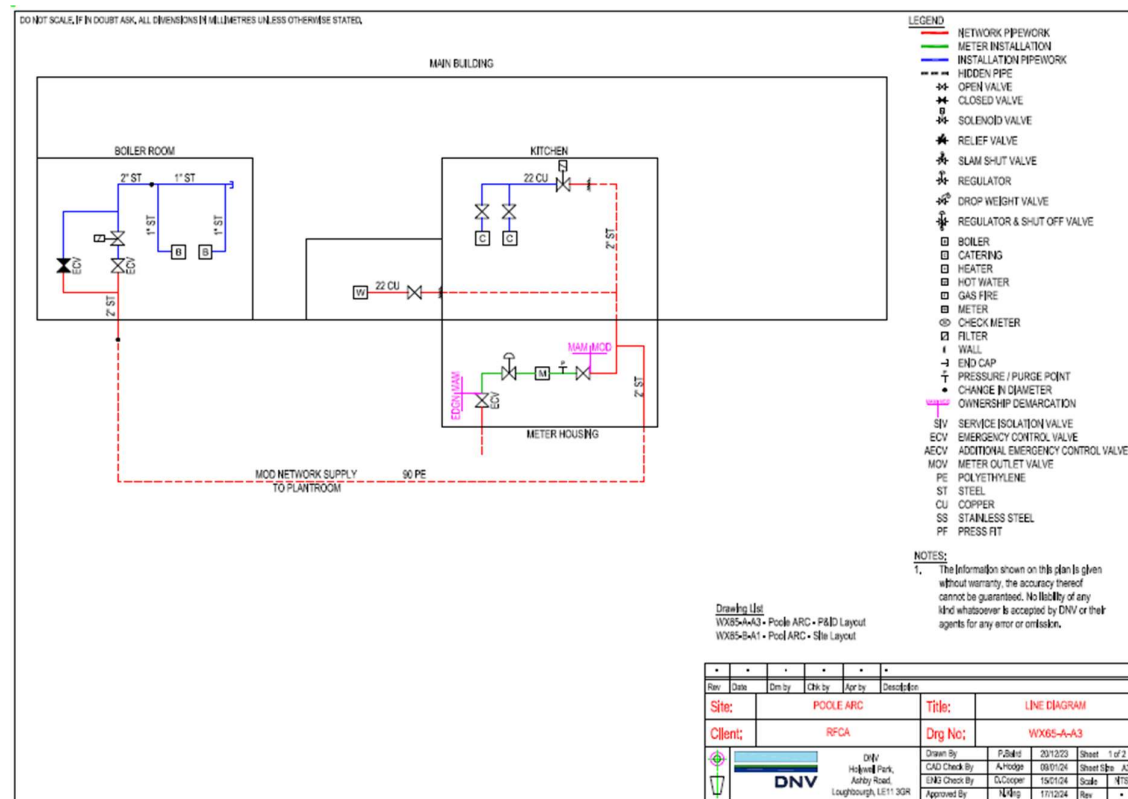 DO NOT SCALE, IF IN DOUBT ASK, ALL DIMENSIONS IN MILLIMETRES UNLESS OTHERWISE STATED.
MAIN BUILDING
BOILER ROOM
2" ST
1" ST
1" ST
1" ST
B
B
ECV
ECV
2" ST
KITCHEN
22 CU
C
C
2" ST
W
22 CU
MAM MOD
EDGN MAM
M
P
ECV
2" ST
METER HOUSING
MOD NETWORK SUPPLY
90 PE
TO PLANTROOM
LEGEND
NETWORK PIPEWORK
METER INSTALLATION
INSTALLATION PIPEWORK
HIDDEN PIPE
OPEN VALVE
CLOSED VALVE
SOLENOID VALVE
RELIEF VALVE
SLAM SHUT VALVE
REGULATOR
DROP WEIGHT VALVE
REGULATOR & SHUT OFF VALVE
BOILER
CATERING
HEATER
HOT WATER
GAS FIRE
METER
CHECK METER
FILTER
WALL
END CAP
PRESSURE / PURGE POINT
CHANGE IN DIAMETER
OWNERSHIP DEMARCATION
SIV SERVICE ISOLATION VALVE
ECV EMERGENCY CONTROL VALVE
AECV ADDITIONAL EMERGENCY CONTROL VALVE
MOV METER OUTLET VALVE
PE POLYETHYLENE
ST STEEL
CU COPPER
SS STAINLESS STEEL
PF PRESS FIT
NOTES:
1. The information shown on this plan is given
without warranty, the accuracy thereof
cannot be guaranteed. No liability of any
kind whatsoever is accepted by DNV or their
agents for any error or omission.
Drawing List
WX65-A-A3 - Poole ARC - P&ID Layout
WX65-B-A1 - Pool ARC - Site Layout
Rev Date Drn by Chk by Apr by Description
Site: POOLE ARC Title: LINE DIAGRAM
Client: RFCA Drg No: WX65-A-A3
DNV
DNV
Holywell Park,
Ashby Road,
Loughbourgh, LE11 3GR
Drawn By P.Baird 20/12/23 Sheet 1 of 2
CAD Check By A.Hodge 09/01/24 Sheet Size A3
ENG Check By D.Cooper 15/01/24 Scale NTS
Approved By N.King 17/12/24 Rev